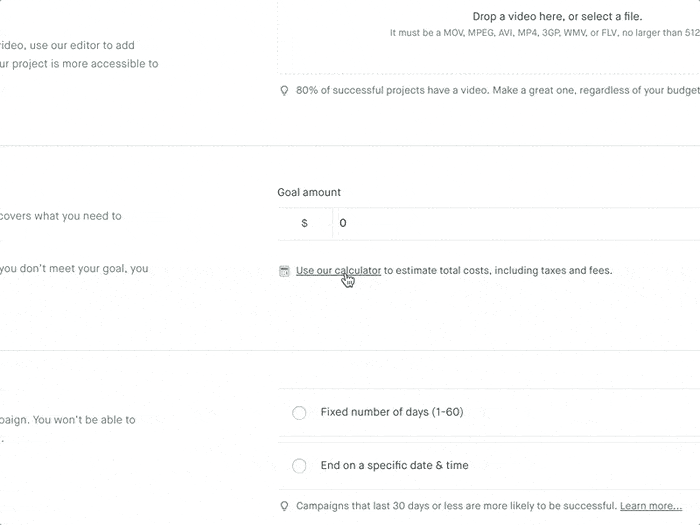 Drop a video here, or select a file.
It must be a MOV, MPEG, AVI, MP4, 3GP, WMV, or FLV, no larger than 512
video, use our editor to add
ur project is more accessible to
80% of successful projects have a video. Make a great one, regardless of your budget
Goal amount
covers what you need to
$ 0
you don't meet your goal, you
Use our calculator to estimate total costs, including taxes and fees.
Fixed number of days (1-60)
paign. You won't be able to
.
End on a specific date & time
Campaigns that last 30 days or less are more likely to be successful. Learn more...